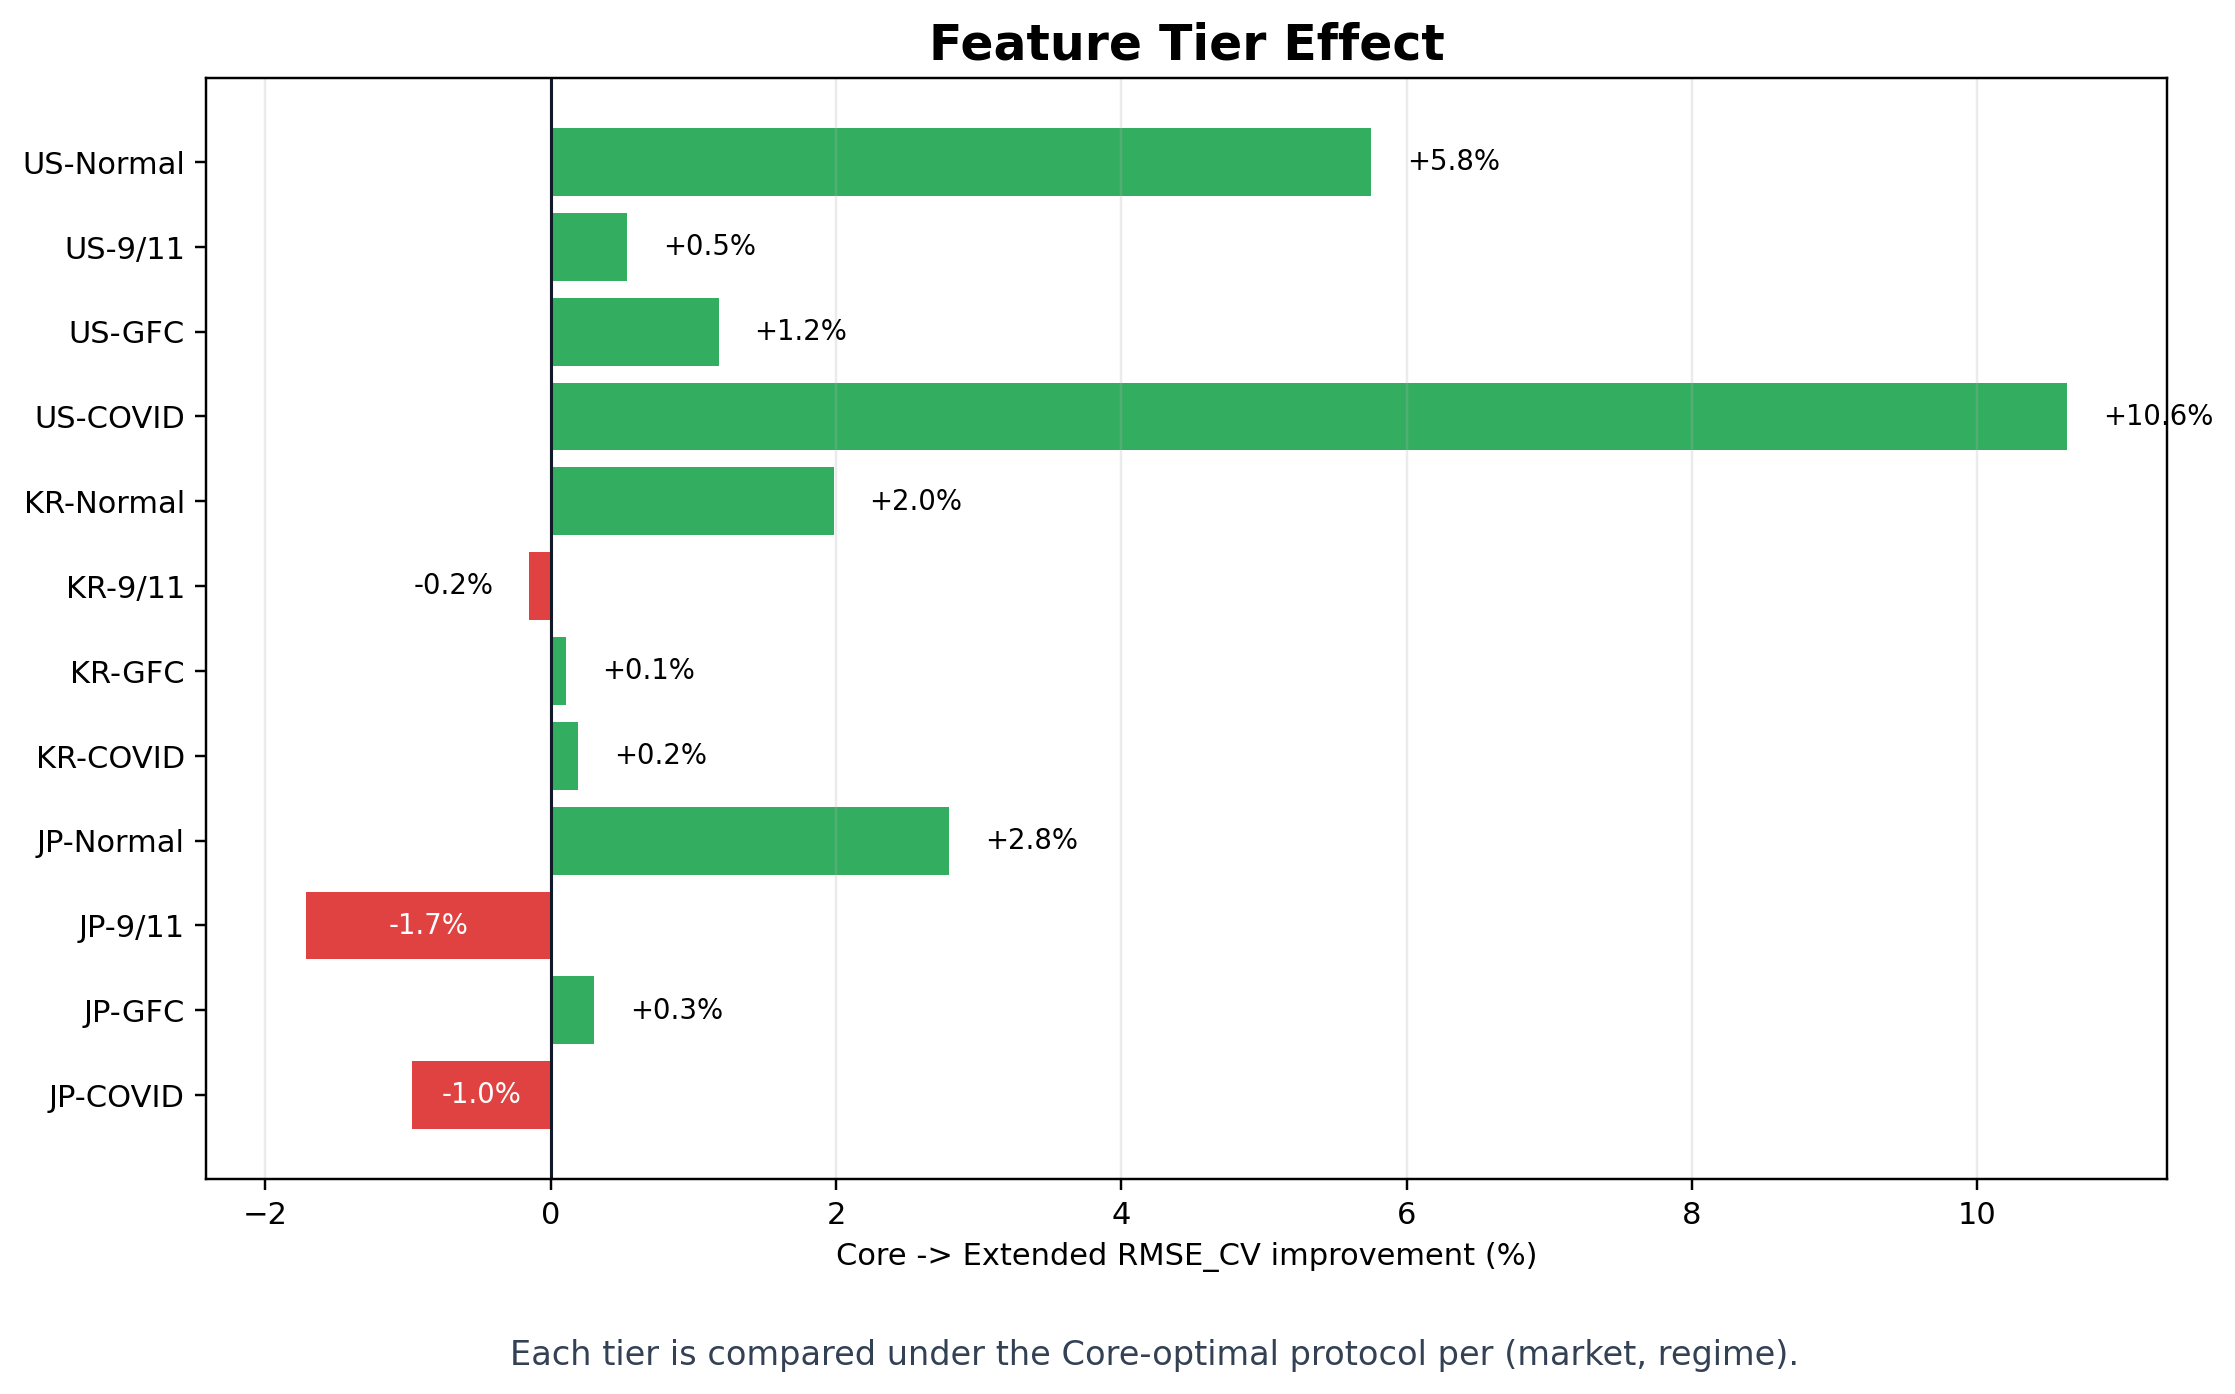 Feature Tier Effect
US-Normal +5.8%
US-9/11 +0.5%
US-GFC +1.2%
US-COVID +10.6%
KR-Normal +2.0%
KR-9/11 -0.2%
KR-GFC +0.1%
KR-COVID +0.2%
JP-Normal +2.8%
JP-9/11 -1.7%
JP-GFC +0.3%
JP-COVID -1.0%
−2 0 2 4 6 8 10
Core -> Extended RMSE_CV improvement (%)
Each tier is compared under the Core-optimal protocol per (market, regime).